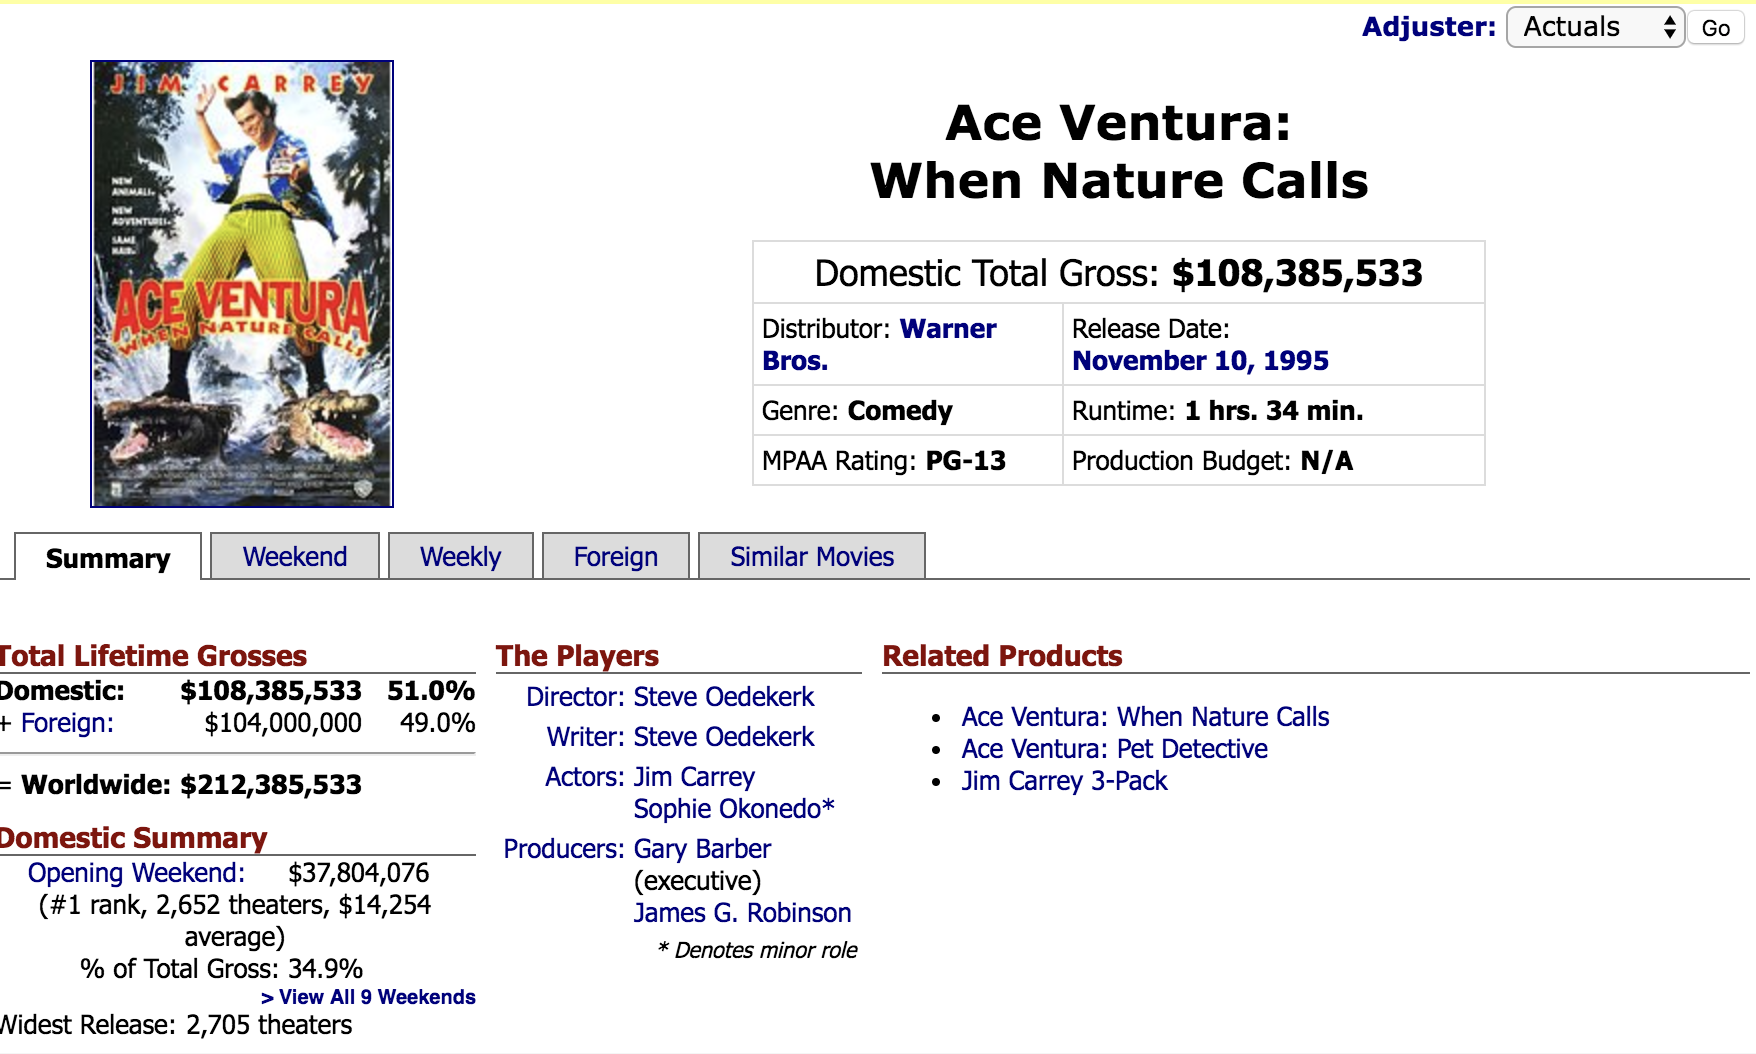 Adjuster: Actuals Go
JIM CARREY
NEW
ANIMALS.
NEW
ADVENTURES.
SAME
HAIR.
ACE VENTURA
WHEN NATURE CALLS
Ace Ventura:
When Nature Calls
Domestic Total Gross: $108,385,533
Distributor: Warner
Bros.
Release Date:
November 10, 1995
Genre: Comedy
Runtime: 1 hrs. 34 min.
MPAA Rating: PG-13
Production Budget: N/A
Summary Weekend Weekly Foreign Similar Movies
Total Lifetime Grosses
Domestic: $108,385,533 51.0%
+ Foreign: $104,000,000 49.0%
= Worldwide: $212,385,533
Domestic Summary
Opening Weekend: $37,804,076
(#1 rank, 2,652 theaters, $14,254
average)
% of Total Gross: 34.9%
> View All 9 Weekends
Widest Release: 2,705 theaters
The Players
Director: Steve Oedekerk
Writer: Steve Oedekerk
Actors: Jim Carrey
Sophie Okonedo*
Producers: Gary Barber
(executive)
James G. Robinson
* Denotes minor role
Related Products
• Ace Ventura: When Nature Calls
• Ace Ventura: Pet Detective
• Jim Carrey 3-Pack